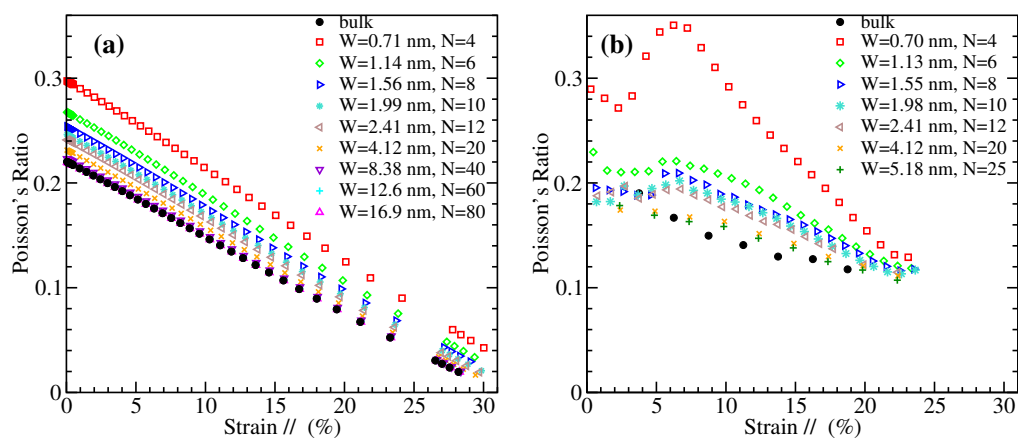 (a)
bulk
W=0.71 nm, N=4
W=1.14 nm, N=6
W=1.56 nm, N=8
W=1.99 nm, N=10
W=2.41 nm, N=12
W=4.12 nm, N=20
W=8.38 nm, N=40
W=12.6 nm, N=60
W=16.9 nm, N=80
Poisson's Ratio
0.3
0.2
0.1
0
0 5 10 15 20 25 30
Strain // (%)
(b)
bulk
W=0.70 nm, N=4
W=1.13 nm, N=6
W=1.55 nm, N=8
W=1.98 nm, N=10
W=2.41 nm, N=12
W=4.12 nm, N=20
W=5.18 nm, N=25
Poisson's Ratio
0.3
0.2
0.1
0
0 5 10 15 20 25 30
Strain // (%)